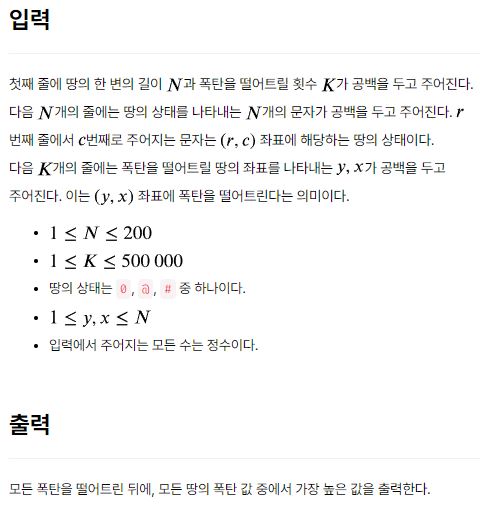 입력
첫째 줄에 땅의 한 변의 길이 N과 폭탄을 떨어트릴 횟수 K가 공백을 두고 주어진다.
다음 N개의 줄에는 땅의 상태를 나타내는 N개의 문자가 공백을 두고 주어진다. r
번째 줄에서 c번째로 주어지는 문자는 (r, c) 좌표에 해당하는 땅의 상태이다.
다음 K개의 줄에는 폭탄을 떨어트릴 땅의 좌표를 나타내는 y, x가 공백을 두고
주어진다. 이는 (y, x) 좌표에 폭탄을 떨어트린다는 의미이다.
• 1 ≤ N ≤ 200
• 1 ≤ K ≤ 500 000
• 땅의 상태는 0, @, # 중 하나이다.
• 1 ≤ y, x ≤ N
• 입력에서 주어지는 모든 수는 정수이다.
출력
모든 폭탄을 떨어트린 뒤에, 모든 땅의 폭탄 값 중에서 가장 높은 값을 출력한다.